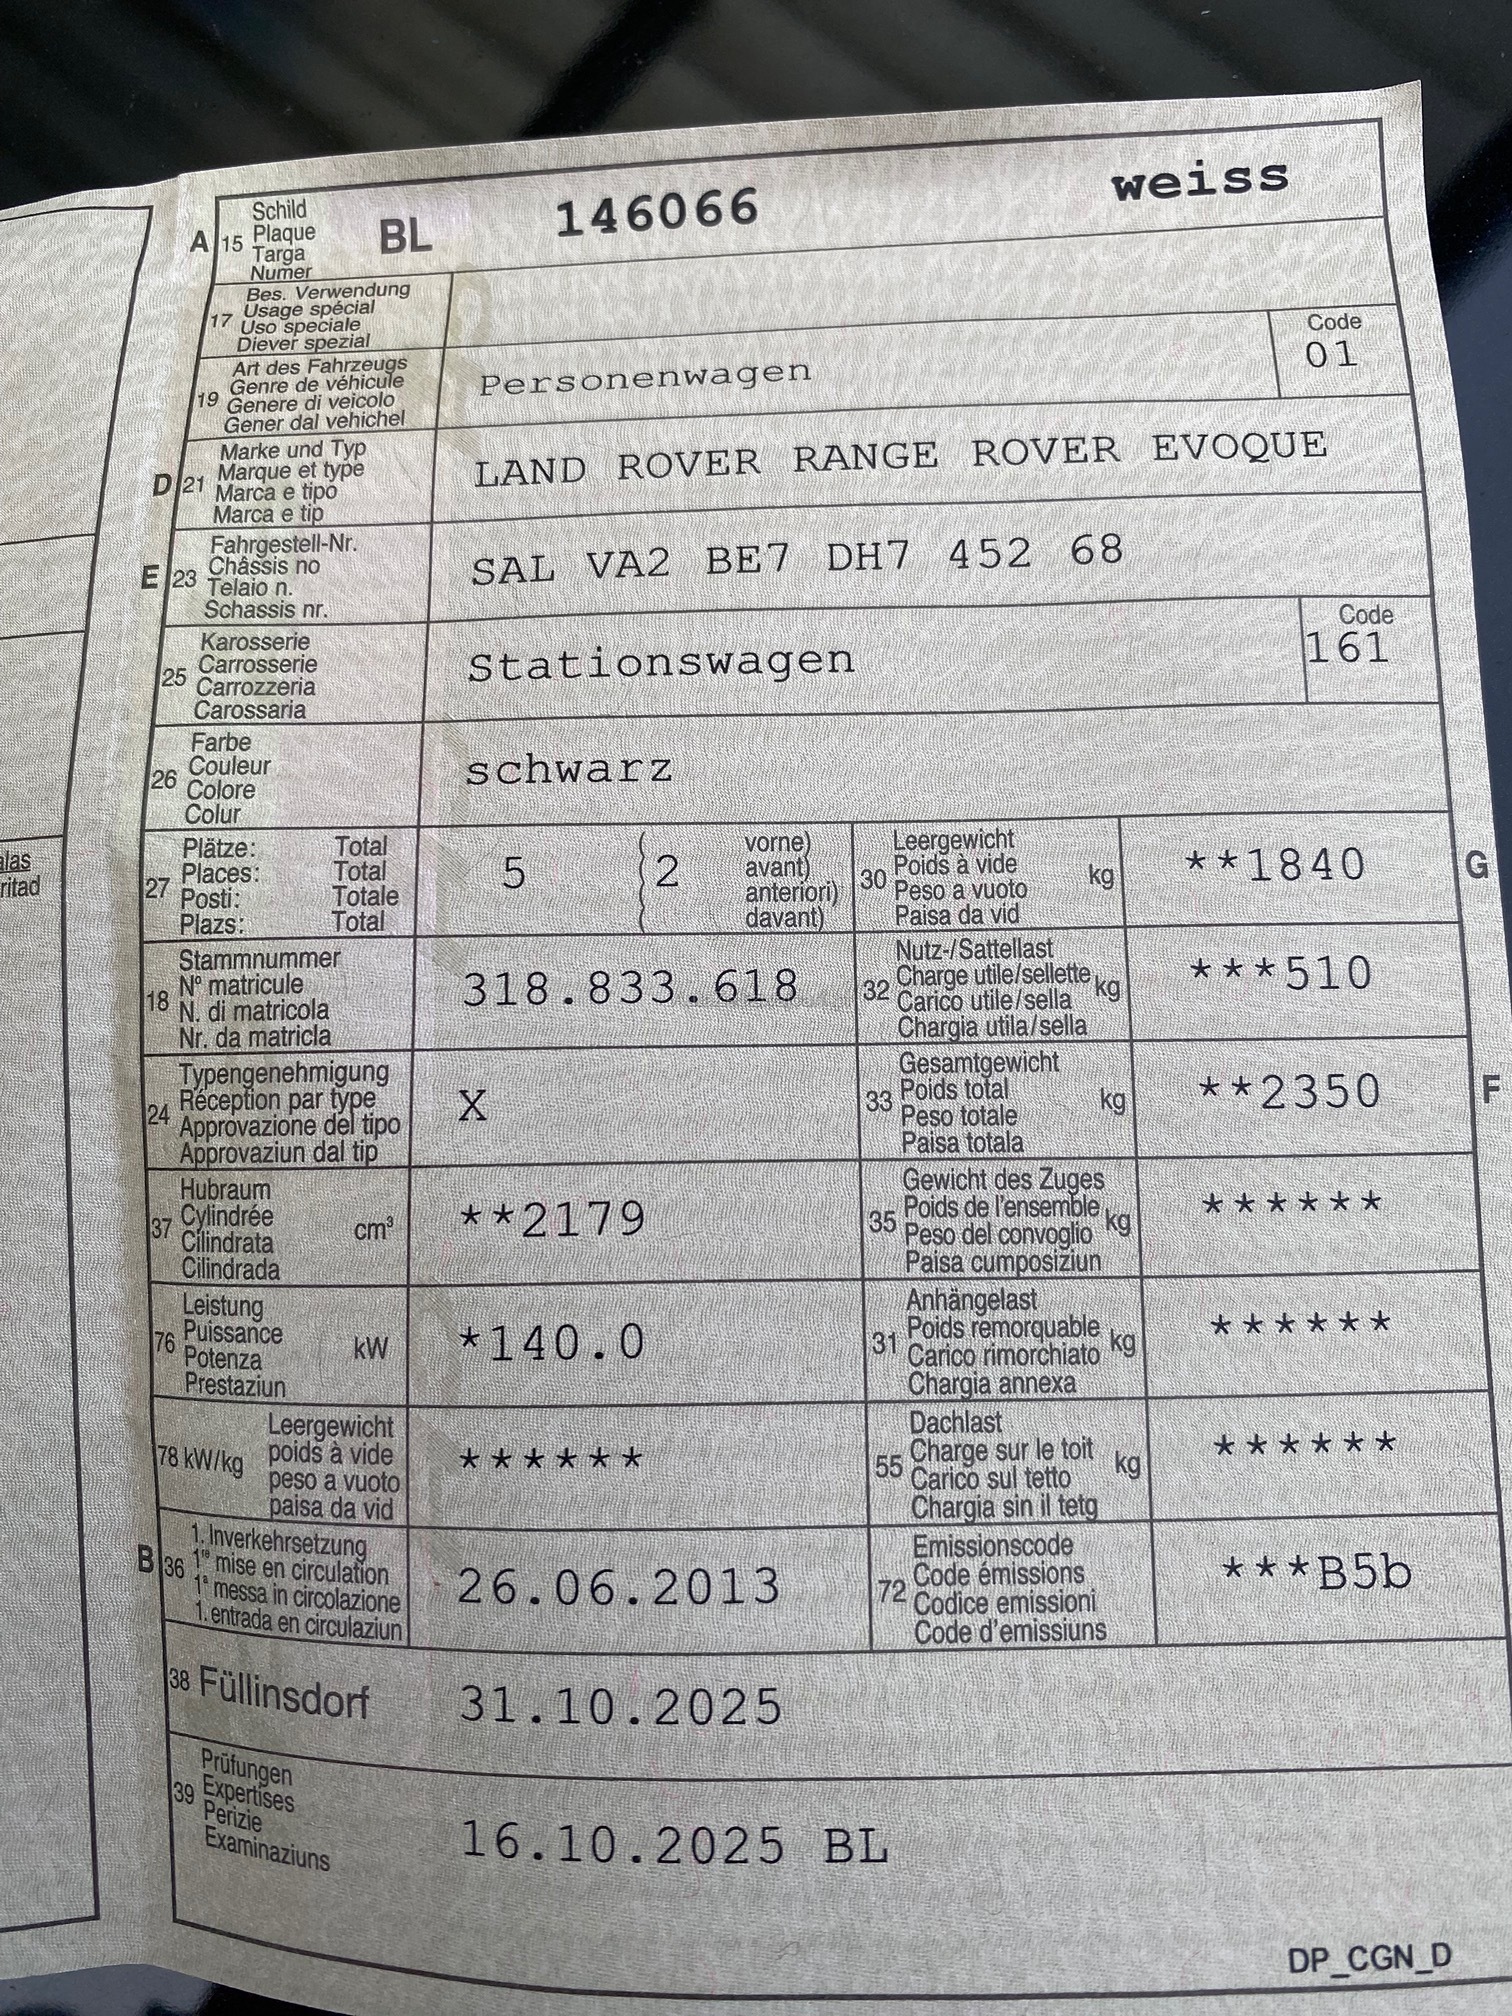 A 15 Schild
Plaque
Targa
Numer
BL 146066 weiss
17 Bes. Verwendung
Usage spécial
Uso speciale
Diever spezial
19 Art des Fahrzeugs
Genre de véhicule
Genere di veicolo
Gener dal vehichel
Personenwagen
Code
01
D 21 Marke und Typ
Marque et type
Marca e tipo
Marca e tip
LAND ROVER RANGE ROVER EVOQUE
E 23 Fahrgestell-Nr.
Châssis no
Telaio n.
Schassis nr.
SAL VA2 BE7 DH7 452 68
25 Karosserie
Carrosserie
Carrozzeria
Carossaria
Stationswagen
Code
161
26 Farbe
Couleur
Colore
Colur
schwarz
27 Plätze: Total
Places: Total
Posti: Totale
Plazs: Total
5 (2 vorne)
avant)
anteriori)
davant)
30 Leergewicht
Poids à vide
Peso a vuoto
Paisa da vid
kg
**1840
G
18 Stammnummer
N° matricule
N. di matricola
Nr. da matricla
318.833.618
32 Nutz-/Sattellast
Charge utile/sellette
Carico utile/sella
Chargia utila/sella
kg
***510
24 Typengenehmigung
Réception par type
Approvazione del tipo
Approvaziun dal tip
X
33 Gesamtgewicht
Poids total
Peso totale
Paisa totala
kg
**2350
F
37 Hubraum
Cylindrée
Cilindrata
Cilindrada
cm³
**2179
35 Gewicht des Zuges
Poids de l'ensemble
Peso del convoglio
Paisa cumposiziun
kg
******
76 Leistung
Puissance
Potenza
Prestaziun
kW
*140.0
31 Anhängelast
Poids remorquable
Carico rimorchiato
Chargia annexa
kg
******
78 kW/kg Leergewicht
poids à vide
peso a vuoto
paisa da vid
******
55 Dachlast
Charge sur le toit
Carico sul tetto
Chargia sin il tetg
kg
******
B 36 1. Inverkehrsetzung
1re mise en circulation
1a messa in circolazione
1. entrada en circulaziun
26.06.2013
72 Emissionscode
Code émissions
Codice emissioni
Code d'emissiuns
***B5b
38 Füllinsdorf 31.10.2025
39 Prüfungen
Expertises
Perizie
Examinaziuns
16.10.2025 BL
DP_CGN_D